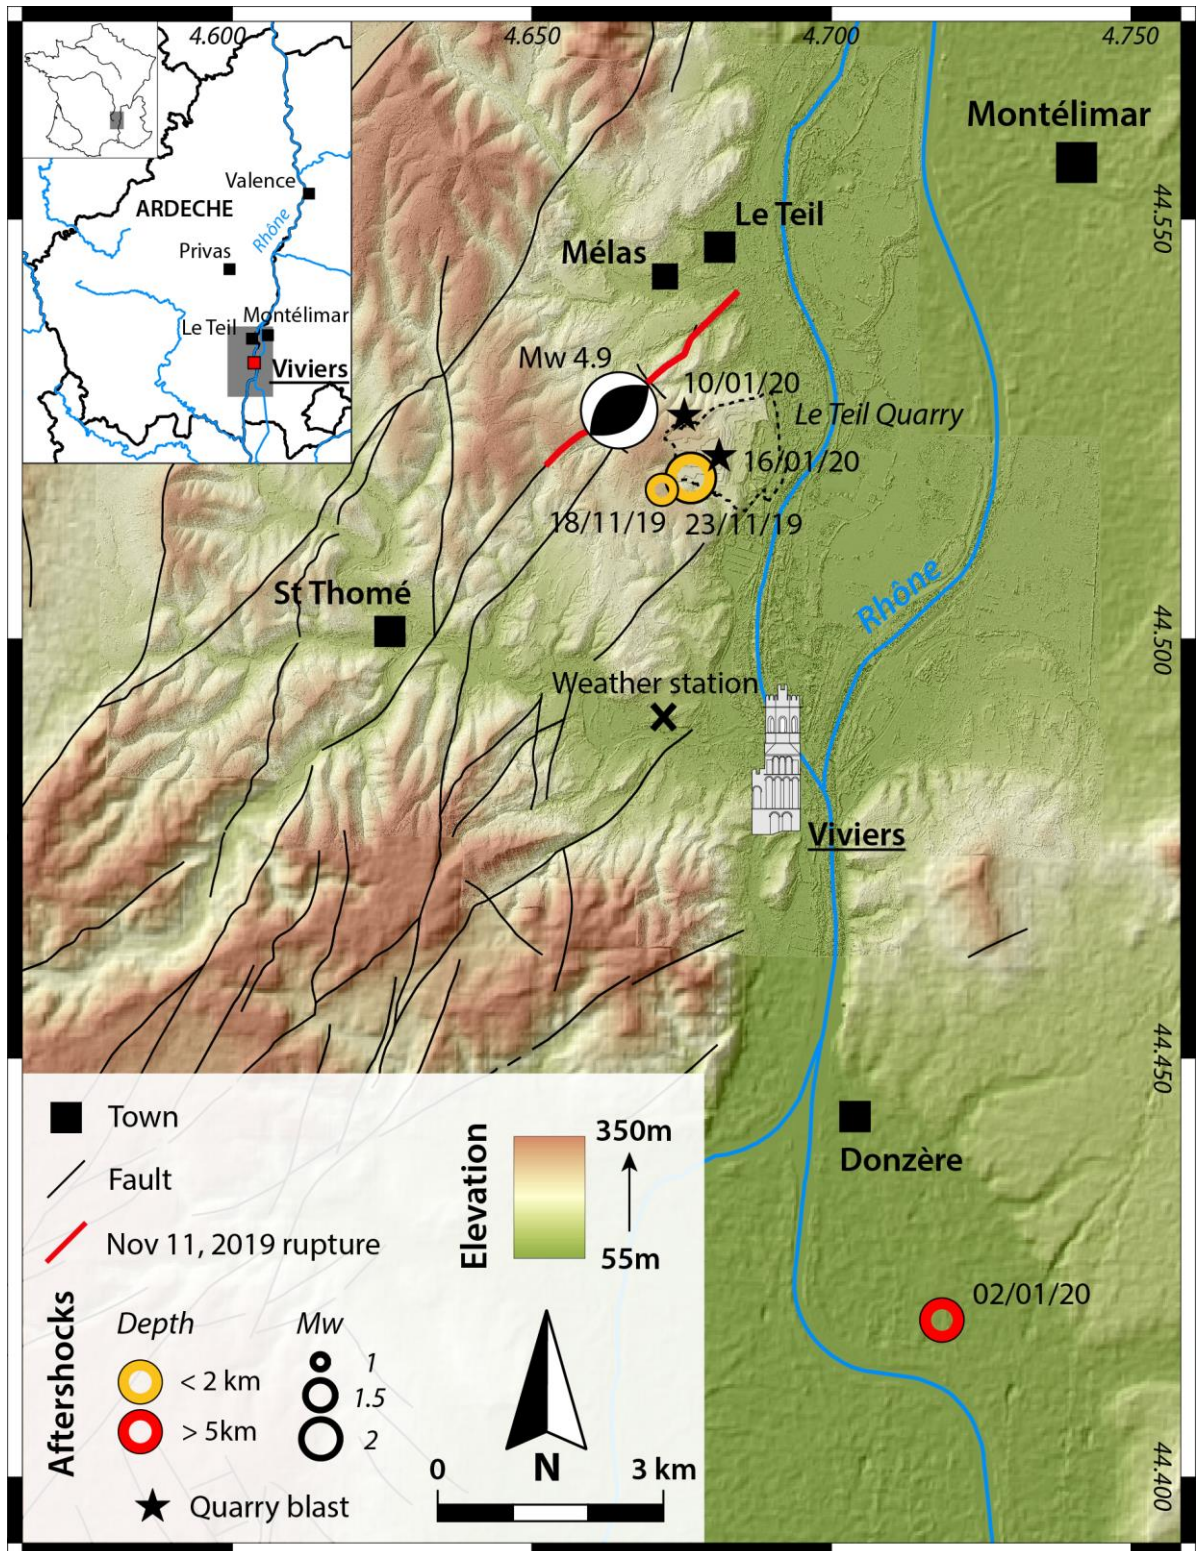 4.600
4.650
4.700
4.750
Montélimar
Valence
ARDECHE
Rhône
Privas
Montélimar
Le Teil
Viviers
44.550
Le Teil
Mélas
Mw 4.9
10/01/20
Le Teil Quarry
16/01/20
18/11/19
23/11/19
St Thomé
Rhône
44.500
Weather station
Viviers
44.450
Donzère
02/01/20
44.400
Town
Fault
Nov 11, 2019 rupture
Elevation
350m
55m
Aftershocks
Depth
Mw
< 2 km
> 5km
1
1.5
2
Quarry blast
N
0
3 km